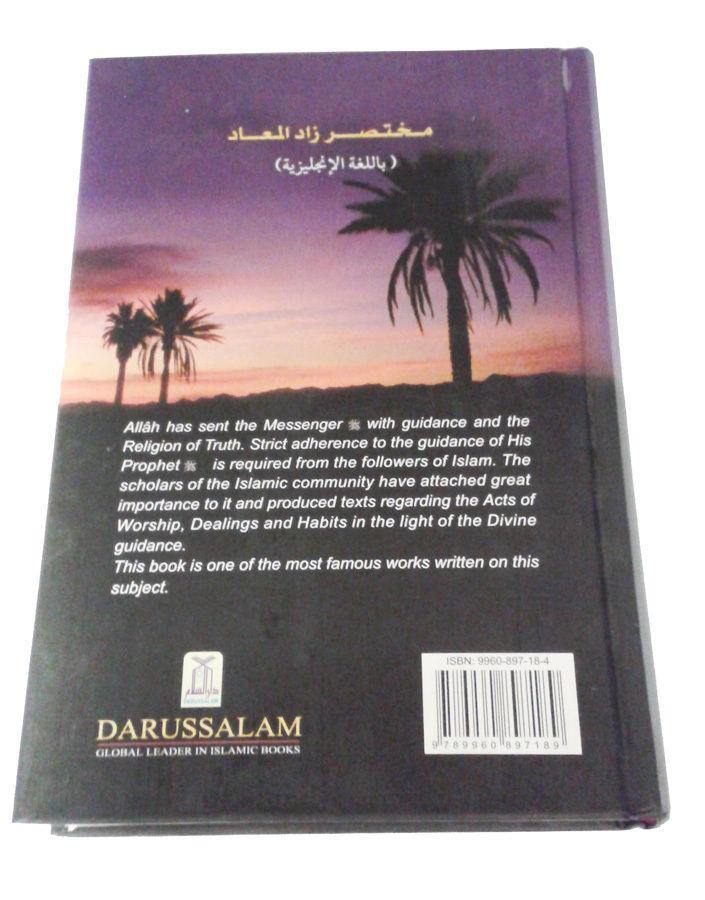 مختصر زاد المعاد
(باللغة الإنجليزية)
Allâh has sent the Messenger ﷺ with guidance and the
Religion of Truth. Strict adherence to the guidance of His
Prophet ﷺ is required from the followers of Islam. The
scholars of the Islamic community have attached great
importance to it and produced texts regarding the Acts of
Worship, Dealings and Habits in the light of the Divine
guidance.
This book is one of the most famous works written on this
subject.
دار السلام
DARUSSALAM
DARUSSALAM
GLOBAL LEADER IN ISLAMIC BOOKS
ISBN: 9960-897-18-4
9 789960 897189